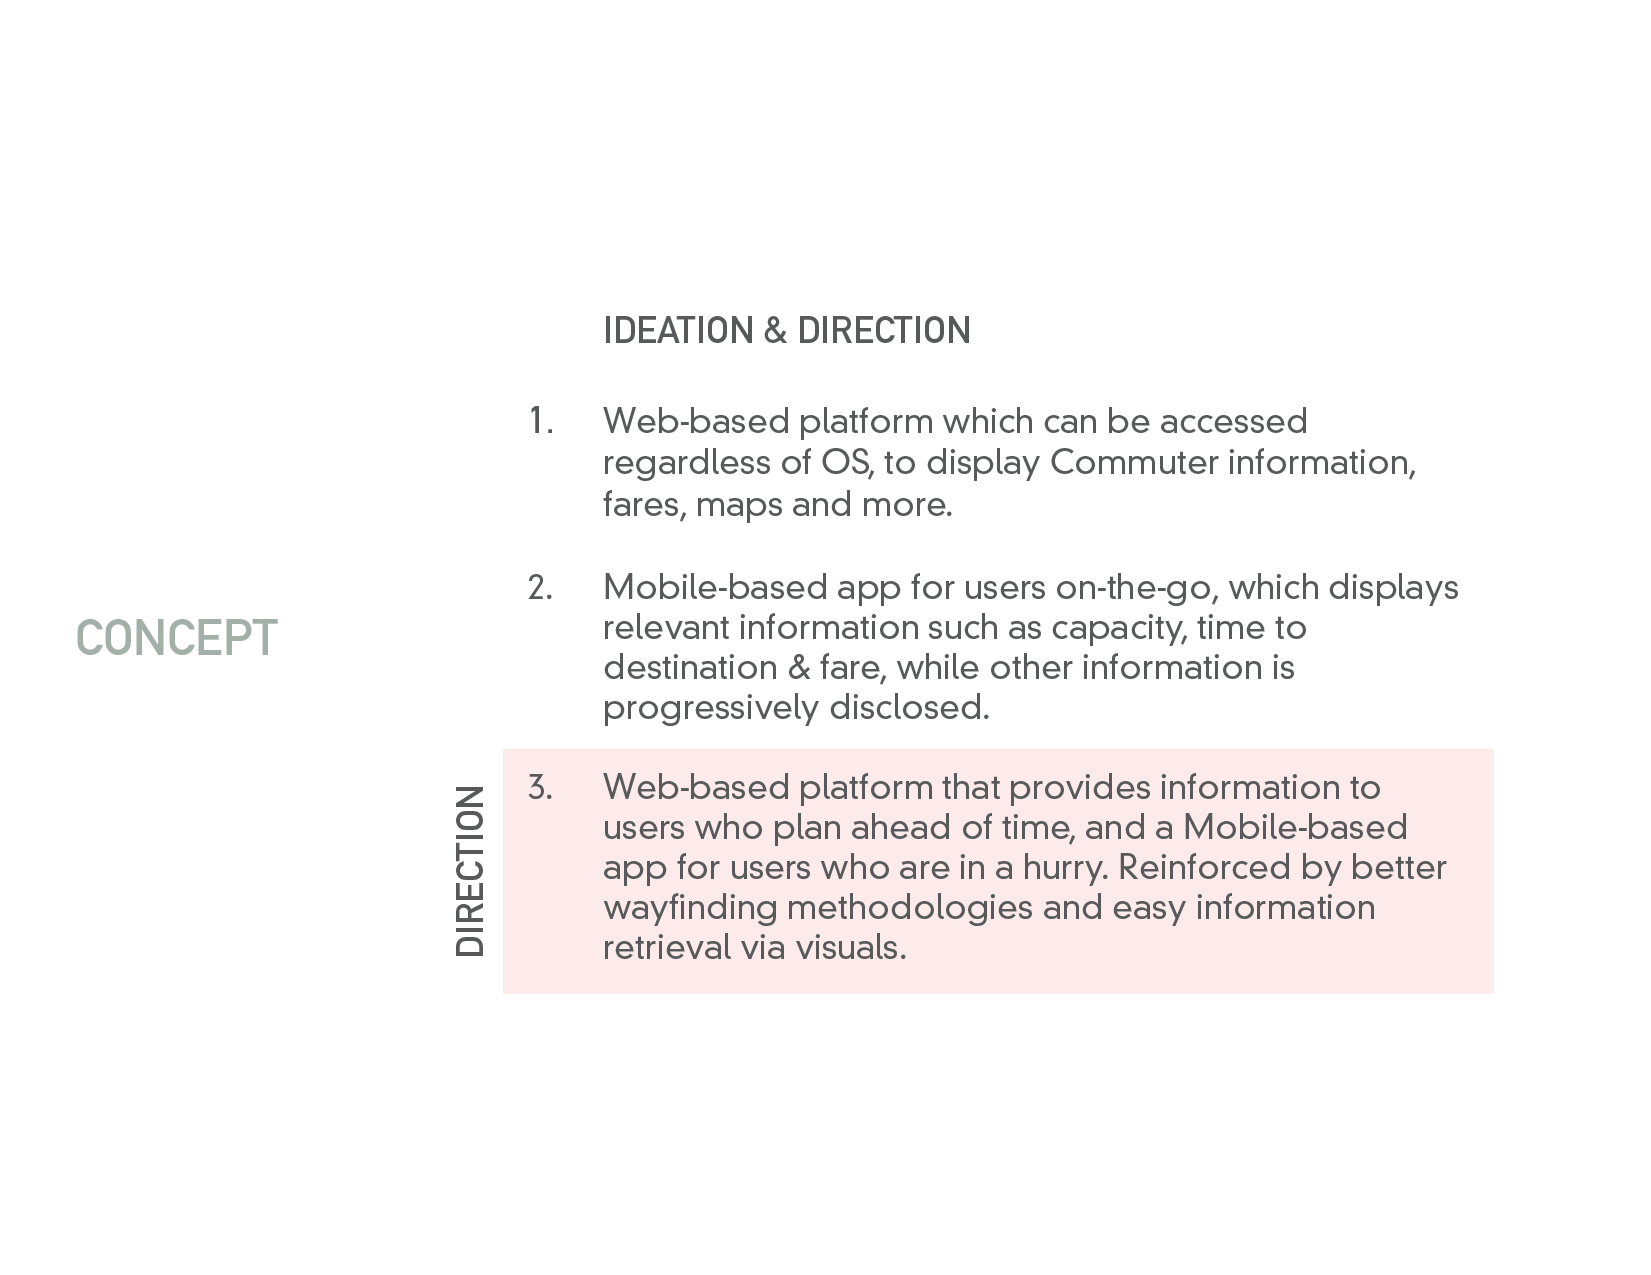 IDEATION & DIRECTION
1. Web-based platform which can be accessed
regardless of OS, to display Commuter information,
fares, maps and more.
2. Mobile-based app for users on-the-go, which displays
relevant information such as capacity, time to
destination & fare, while other information is
progressively disclosed.
CONCEPT
DIRECTION
3. Web-based platform that provides information to
users who plan ahead of time, and a Mobile-based
app for users who are in a hurry. Reinforced by better
wayfinding methodologies and easy information
retrieval via visuals.